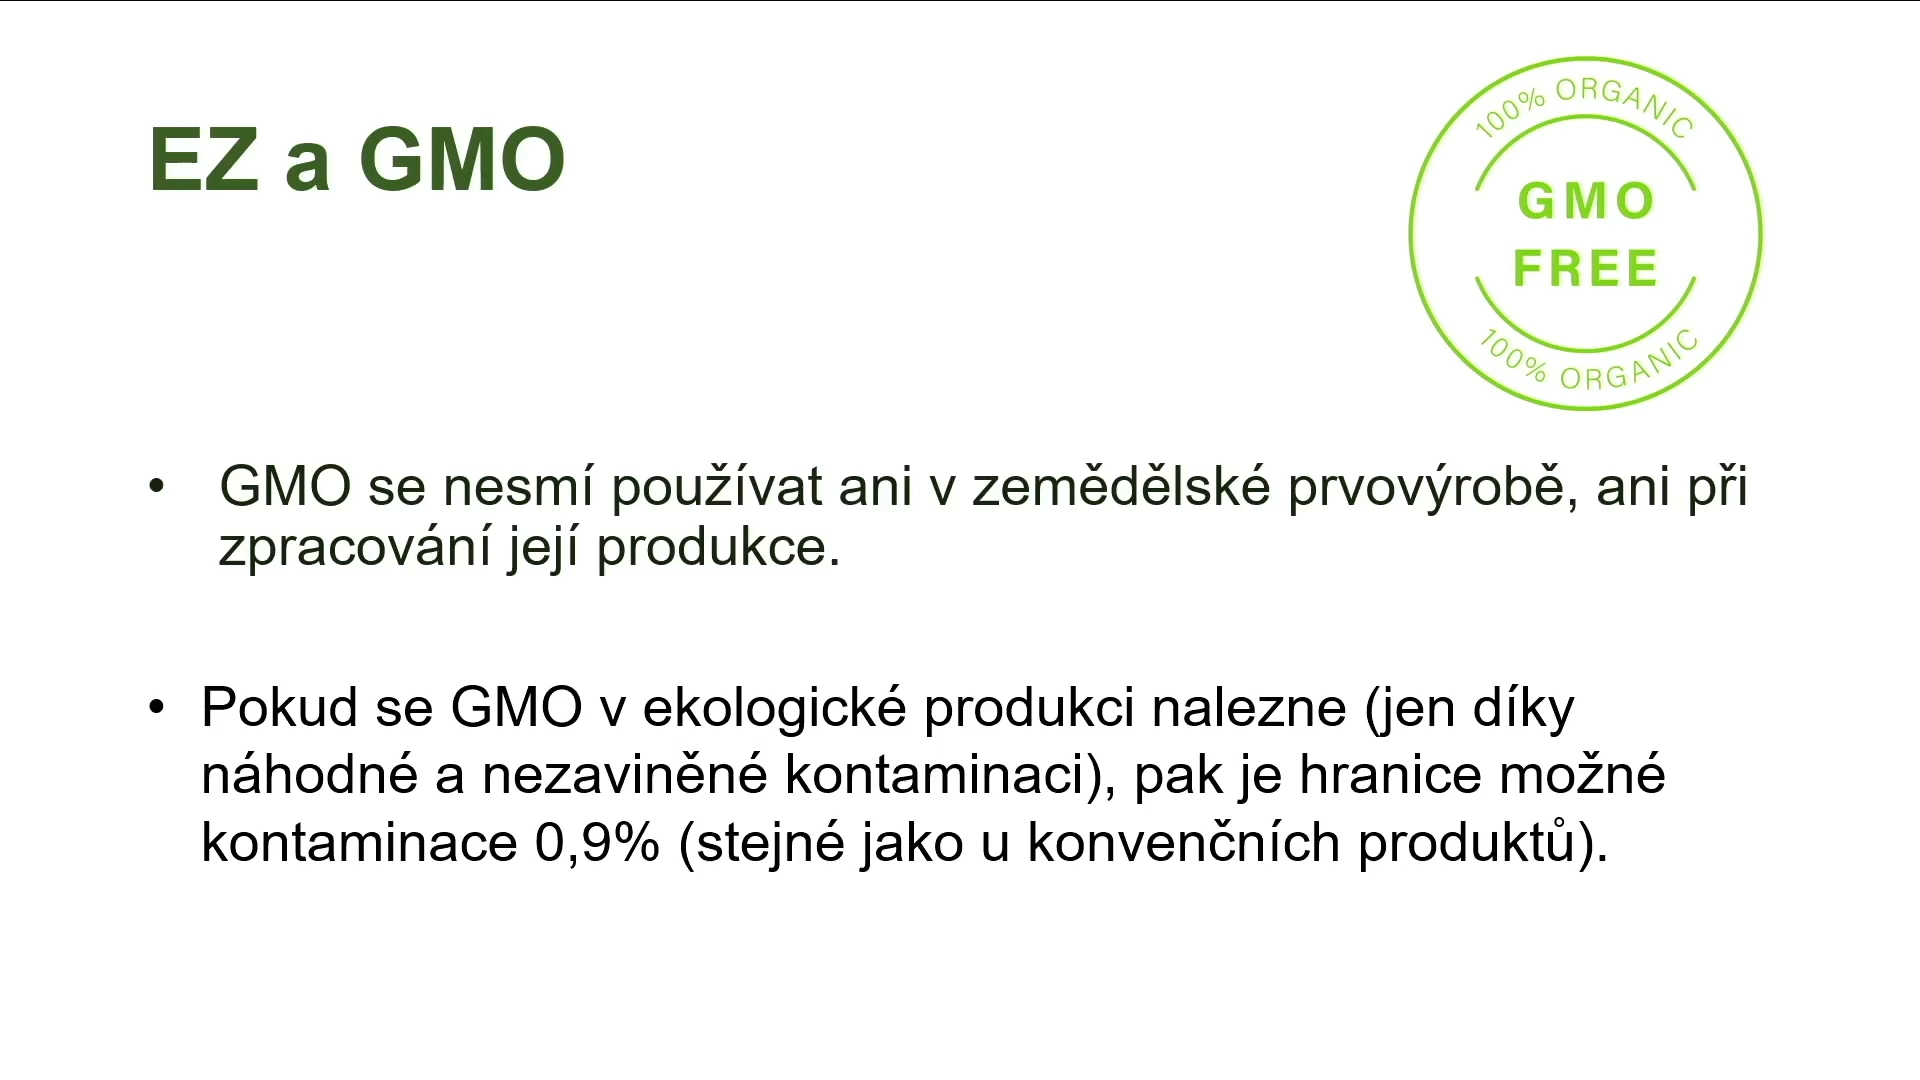 EZ a GMO
100% ORGANIC
GMO
FREE
100% ORGANIC
• GMO se nesmí používat ani v zemědělské prvovýrobě, ani při
zpracování její produkce.
• Pokud se GMO v ekologické produkci nalezne (jen díky
náhodné a nezaviněné kontaminaci), pak je hranice možné
kontaminace 0,9% (stejné jako u konvenčních produktů).